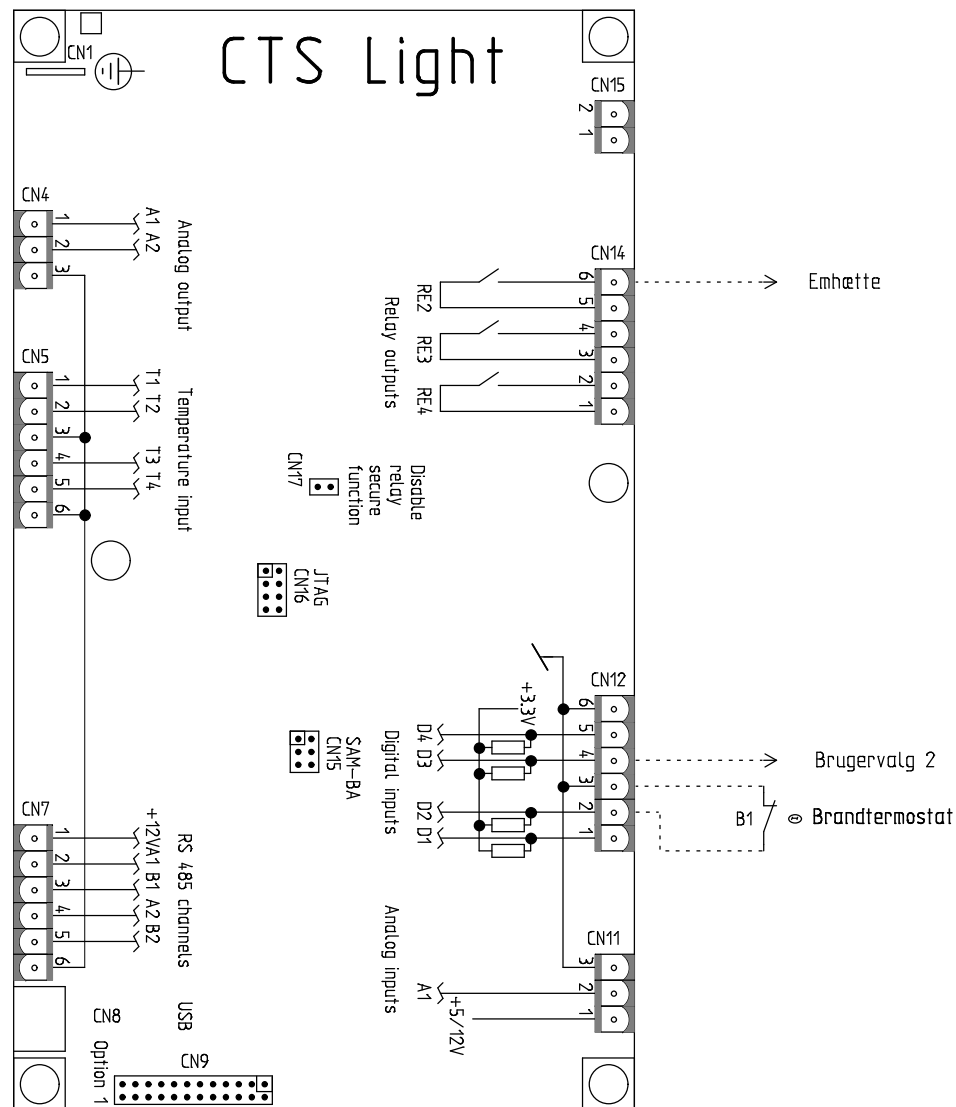 CTS Light
CN1
CN15
2
1
CN4
1
2
3
A1
A2
Analog output
CN14
6
5
4
3
2
1
RE2
RE3
RE4
Relay outputs
Emhætte
CN5
1
2
3
4
5
6
T1
T2
T3
T4
Temperature input
CN17
Disable
relay
secure
function
JTAG
CN16
CN12
6
5
4
3
2
1
+3.3V
D4
D3
D2
D1
Digital inputs
SAM-BA
CN15
Brugervalg 2
B1
Brandtermostat
CN7
1
2
3
4
5
6
+12V
A1
B1
A2
B2
RS 485 channels
CN11
3
2
1
A1
+5/12V
Analog inputs
CN8
USB
Option 1
CN9